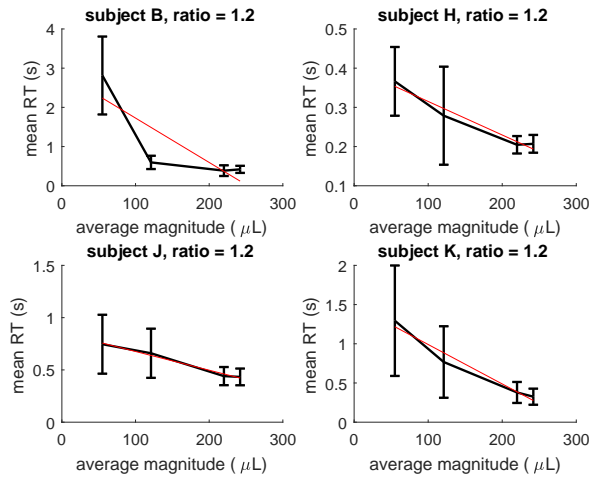 subject B, ratio = 1.2
4
3
2
1
0
mean RT (s)
0 100 200 300
average magnitude ( μL)
subject H, ratio = 1.2
0.5
0.4
0.3
0.2
0.1
mean RT (s)
0 100 200 300
average magnitude ( μL)
subject J, ratio = 1.2
1.5
1
0.5
0
mean RT (s)
0 100 200 300
average magnitude ( μL)
subject K, ratio = 1.2
2
1.5
1
0.5
0
mean RT (s)
0 100 200 300
average magnitude ( μL)